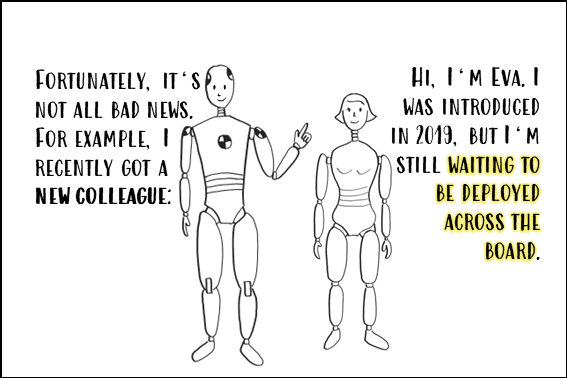 Fortunately, it's
not all bad news.
For example, I
recently got a
new colleague:
Hi, I'm Eva. I
was introduced
in 2019, but I'm
still waiting to
be deployed
across the
board.